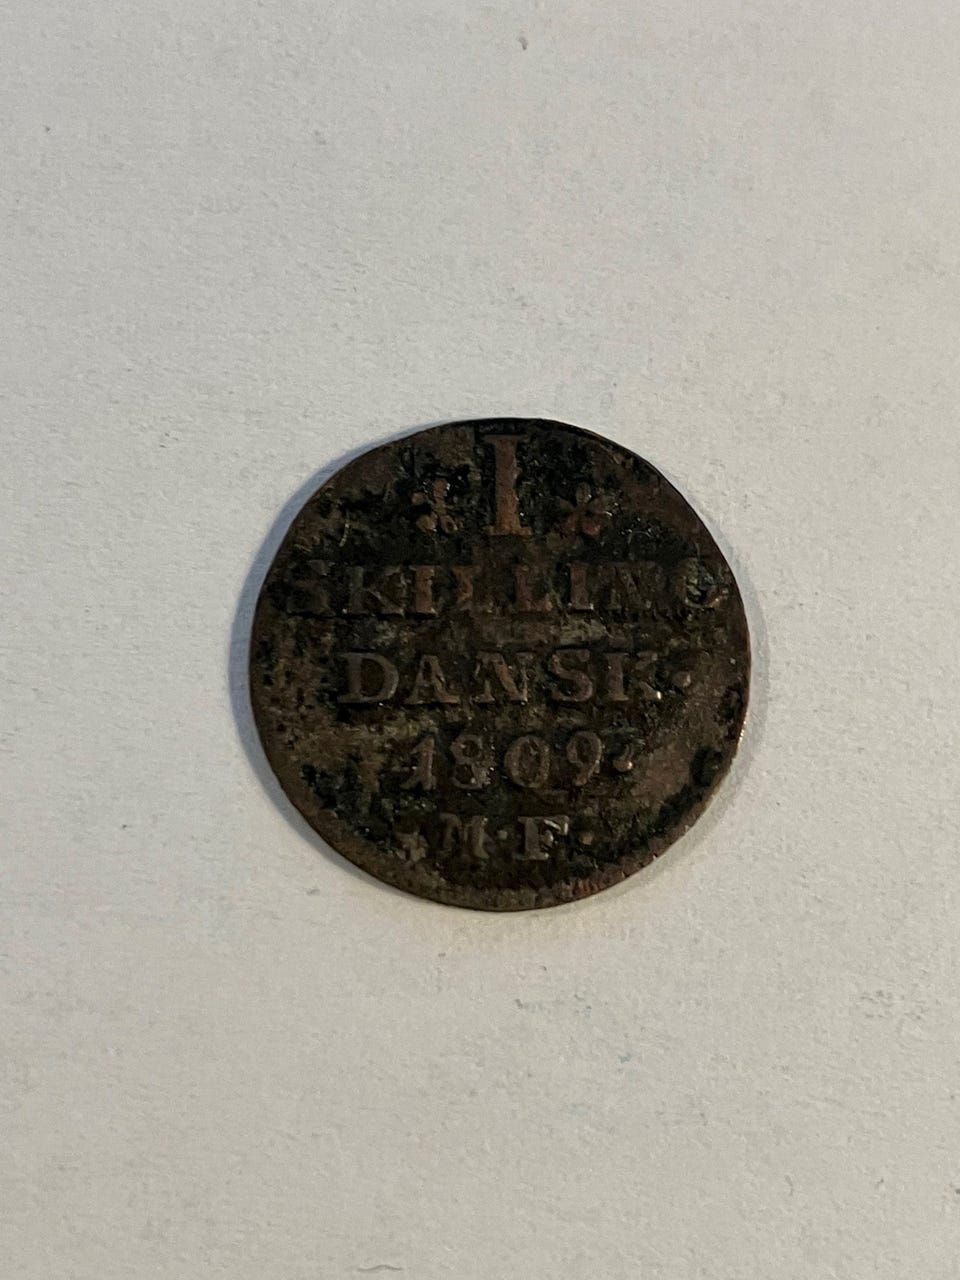 I
SKILLING
DANSK.
1809.
M.F.